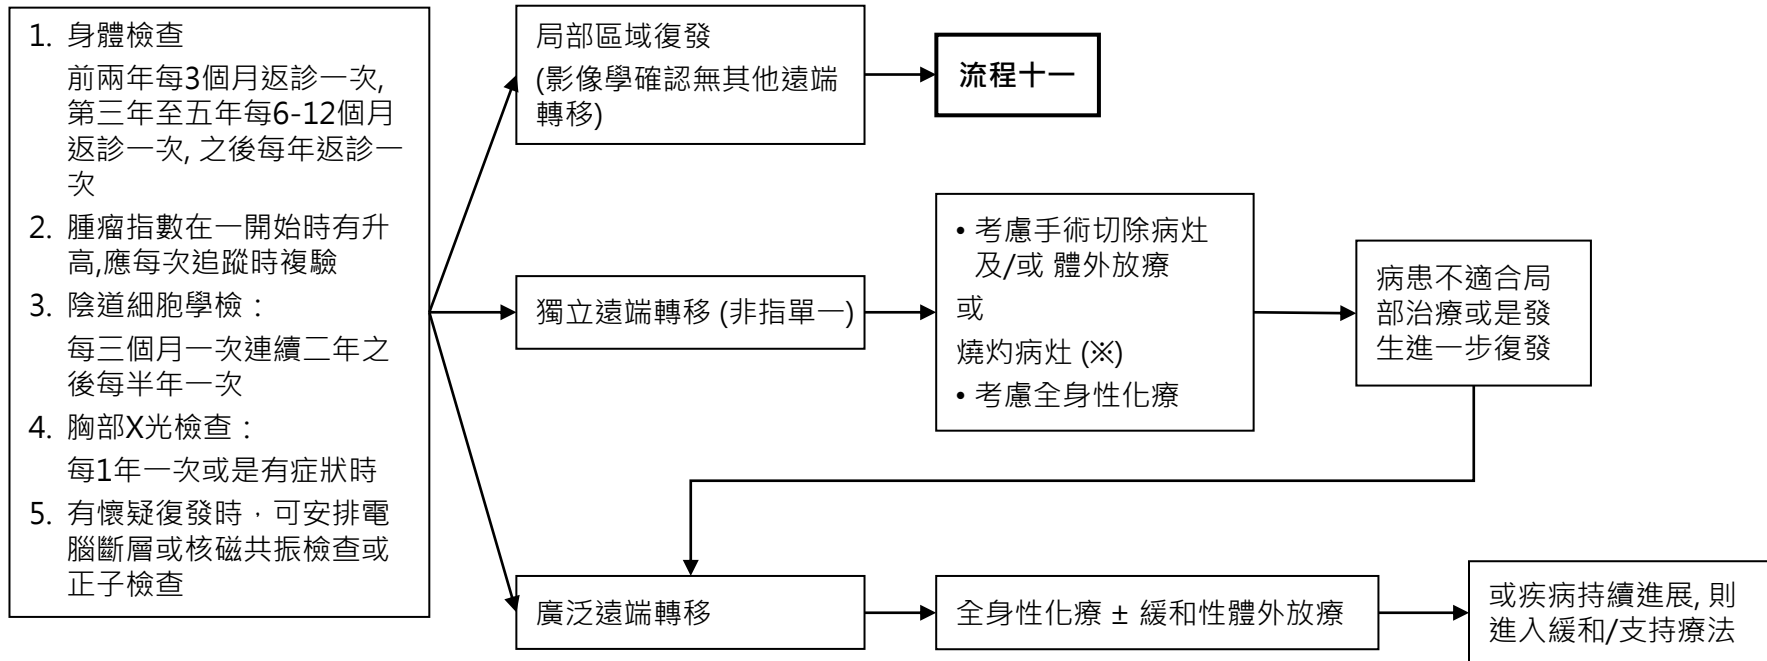 1. 身體檢查
前兩年每3個月返診一次,
第三年至五年每6-12個月
返診一次, 之後每年返診一
次
2. 腫瘤指數在一開始時有升
高,應每次追蹤時複驗
3. 陰道細胞學檢：
每三個月一次連續二年之
後每半年一次
4. 胸部X光檢查：
每1年一次或是有症狀時
5. 有懷疑復發時，可安排電
腦斷層或核磁共振檢查或
正子檢查
局部區域復發
(影像學確認無其他遠端
轉移)
流程十一
獨立遠端轉移 (非指單一)
• 考慮手術切除病灶
及/或 體外放療
或
燒灼病灶 (※)
• 考慮全身性化療
病患不適合局
部治療或是發
生進一步復發
廣泛遠端轉移
全身性化療 ± 緩和性體外放療
或疾病持續進展, 則
進入緩和/支持療法